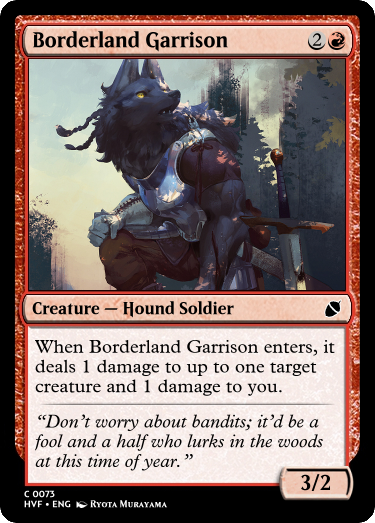 Borderland Garrison 2
Creature — Hound Soldier
When Borderland Garrison enters, it
deals 1 damage to up to one target
creature and 1 damage to you.
“Don’t worry about bandits; it’d be a
fool and a half who lurks in the woods
at this time of year.”
3/2
C 0073
HVF • ENG Ryota Murayama